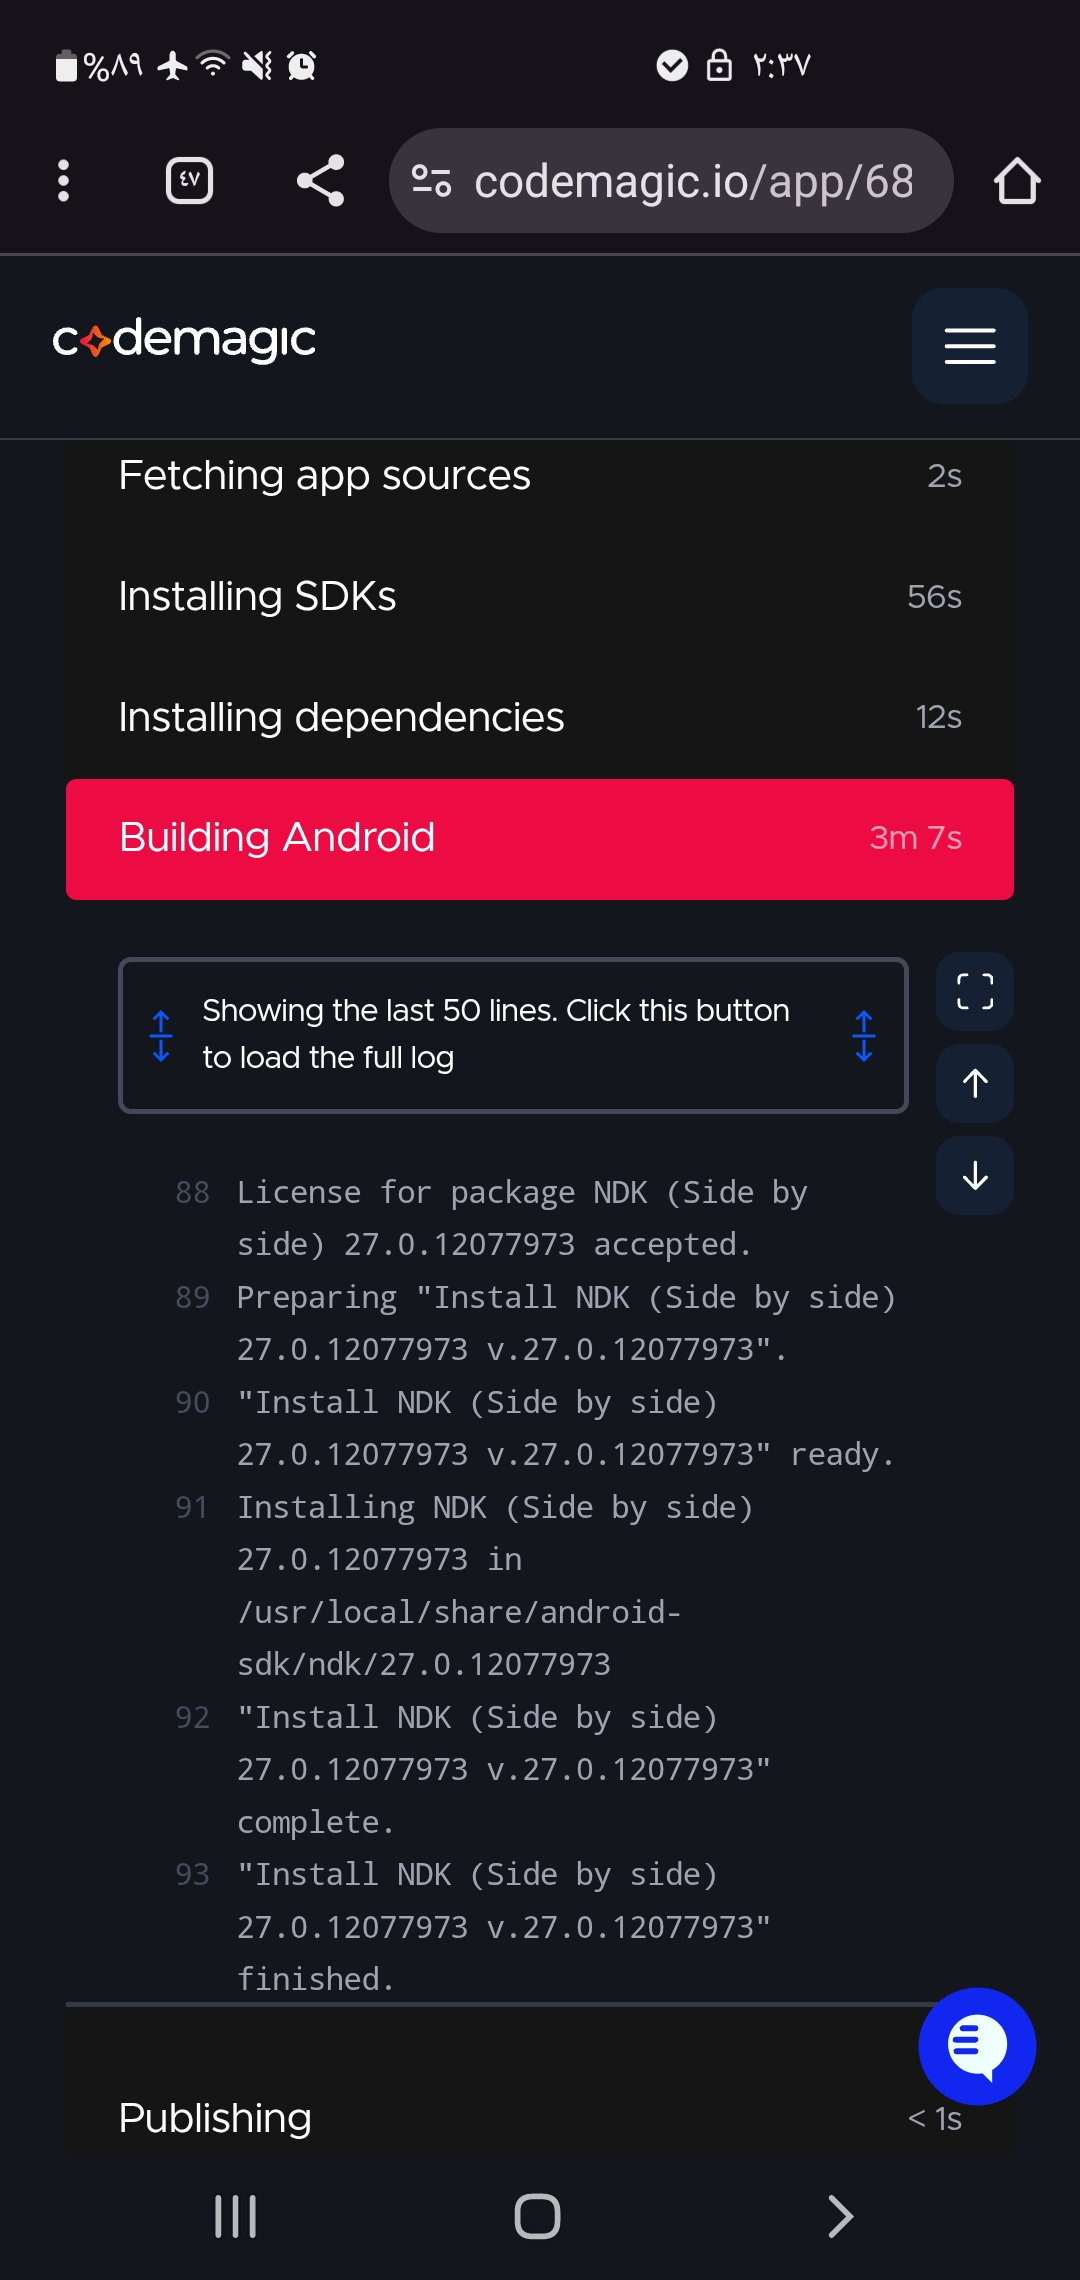 %٨٩
٢:٣٧
٤٧
codemagic.io/app/68
codemagic
Fetching app sources 2s
Installing SDKs 56s
Installing dependencies 12s
Building Android 3m 7s
Showing the last 50 lines. Click this button
to load the full log
88 License for package NDK (Side by
side) 27.0.12077973 accepted.
89 Preparing "Install NDK (Side by side)
27.0.12077973 v.27.0.12077973".
90 "Install NDK (Side by side)
27.0.12077973 v.27.0.12077973" ready.
91 Installing NDK (Side by side)
27.0.12077973 in
/usr/local/share/android-
sdk/ndk/27.0.12077973
92 "Install NDK (Side by side)
27.0.12077973 v.27.0.12077973"
complete.
93 "Install NDK (Side by side)
27.0.12077973 v.27.0.12077973"
finished.
Publishing < 1s